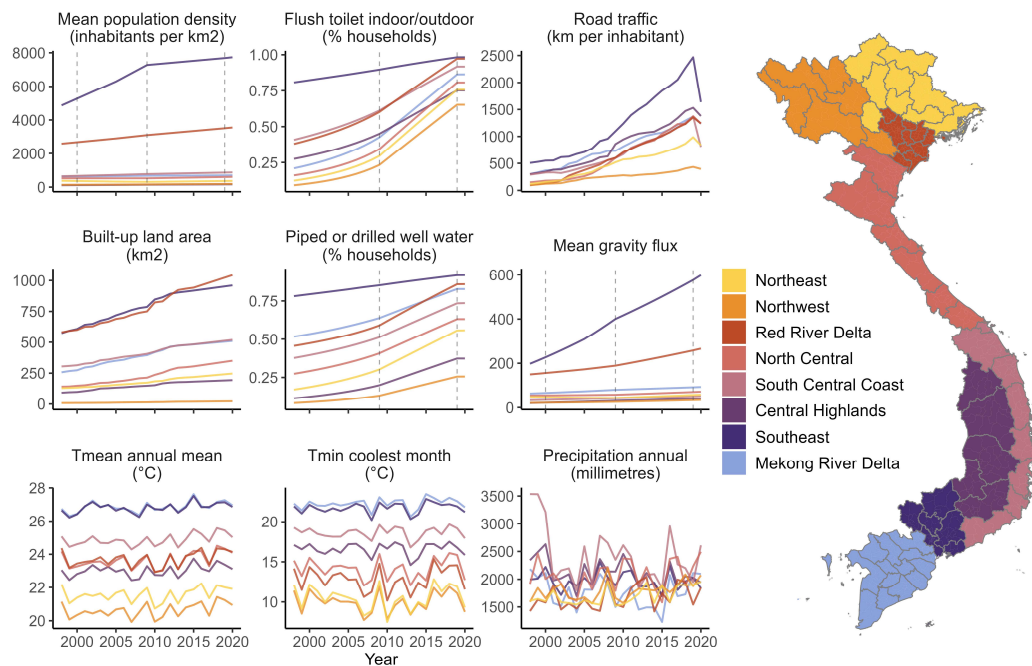 Mean population density
(inhabitants per km2)
8000
6000
4000
2000
0
Flush toilet indoor/outdoor
(% households)
1.00
0.75
0.50
0.25
Road traffic
(km per inhabitant)
2500
2000
1500
1000
500
0
Built-up land area
(km2)
1000
750
500
250
0
Piped or drilled well water
(% households)
0.75
0.50
0.25
Mean gravity flux
600
400
200
0
Tmean annual mean
(°C)
28
26
24
22
20
2000 2005 2010 2015 2020
Tmin coolest month
(°C)
20
15
10
2000 2005 2010 2015 2020
Precipitation annual
(millimetres)
3500
3000
2500
2000
1500
2000 2005 2010 2015 2020
Year
Northeast
Northwest
Red River Delta
North Central
South Central Coast
Central Highlands
Southeast
Mekong River Delta